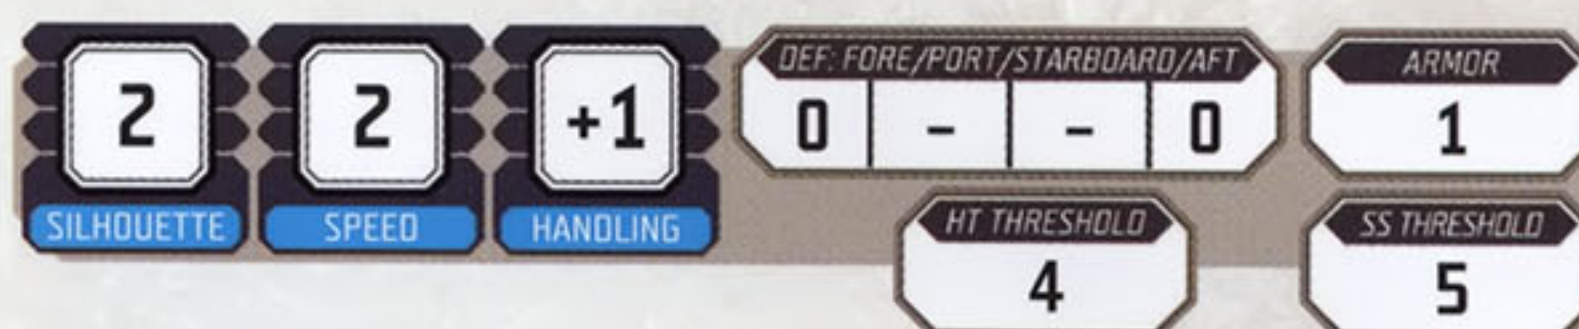 2 2 +1
SILHOUETTE SPEED HANDLING
DEF: FORE/PORT/STARBOARD/AFT
0 - - 0
ARMOR
1
HT THRESHOLD
4
SS THRESHOLD
5